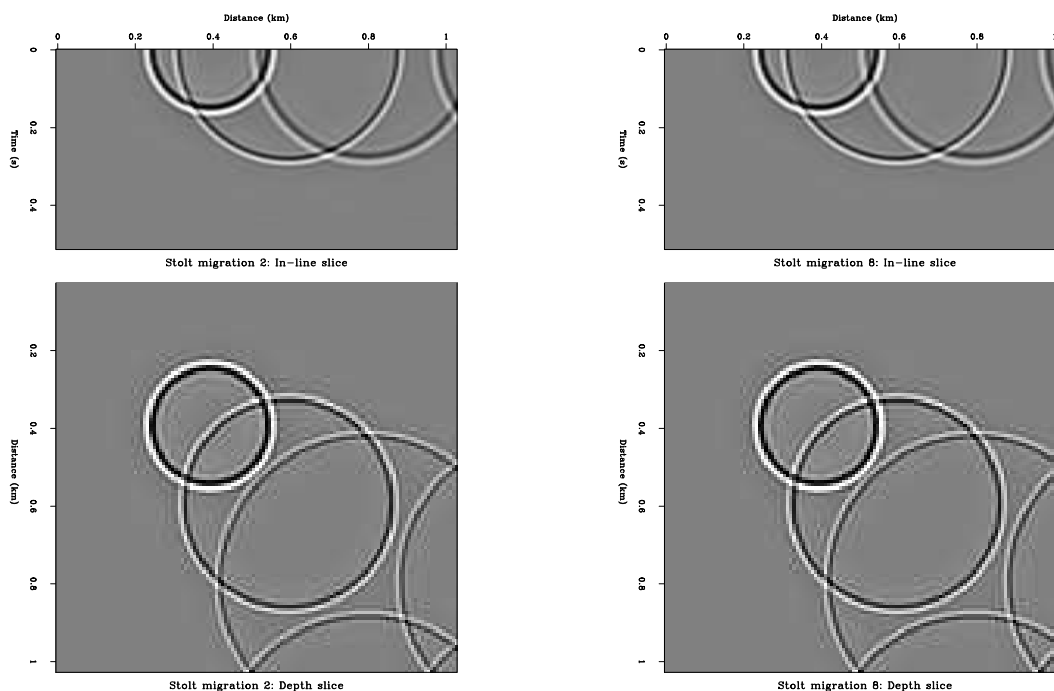 Distance (km)
0 0.2 0.4 0.6 0.8 1
0
0.2
0.4
Time (s)
Stolt migration 2: In-line slice
Distance (km)
0 0.2 0.4 0.6 0.8 1
0
0.2
0.4
Time (s)
Stolt migration 8: In-line slice
0.2
0.4
0.6
0.8
1
Distance (km)
Stolt migration 2: Depth slice
0.2
0.4
0.6
0.8
1
Distance (km)
Stolt migration 8: Depth slice